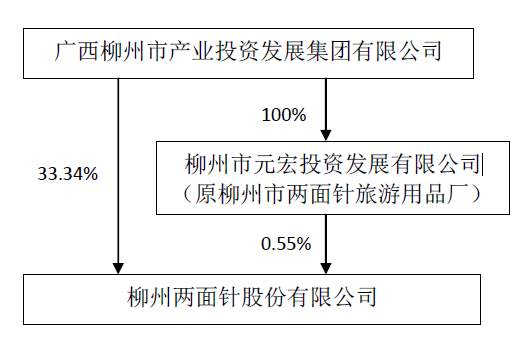 广西柳州市产业投资发展集团有限公司
100%
33.34%
柳州市元宏投资发展有限公司
（原柳州市两面针旅游用品厂）
0.55%
柳州两面针股份有限公司